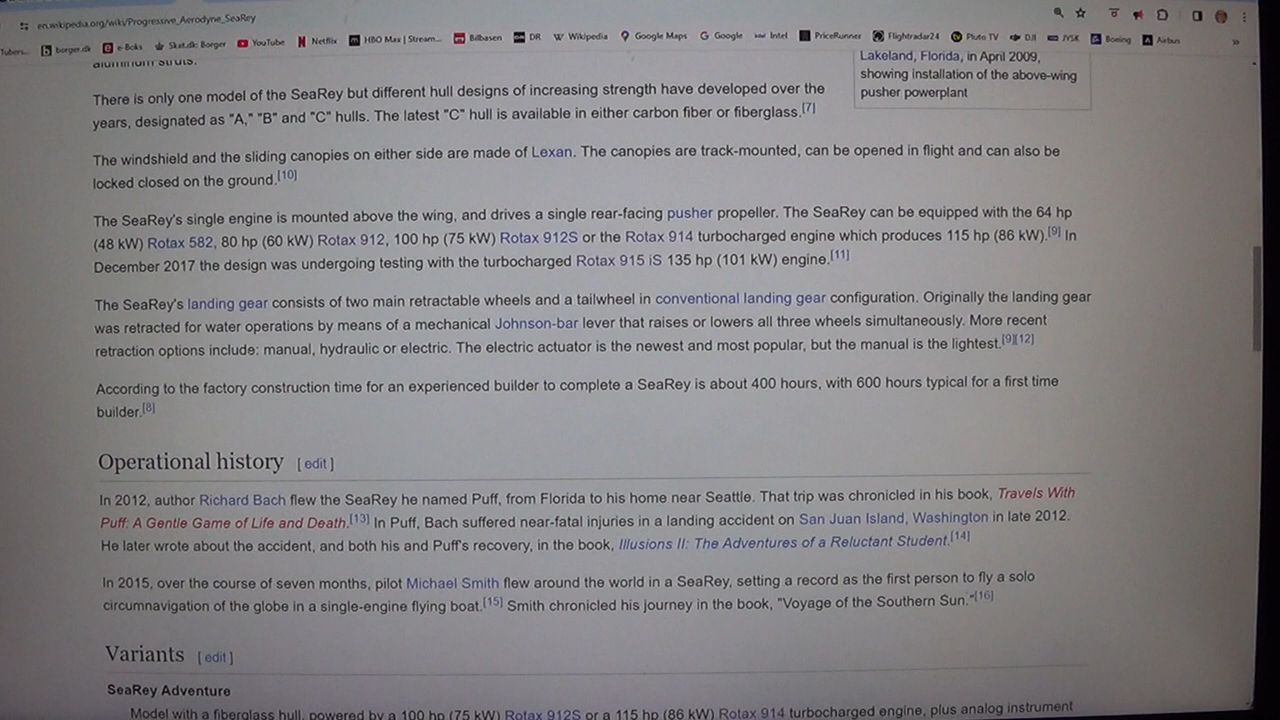 en.wikipedia.org/wiki/Progressive_Aerodyne_SeaRey
Tubers... borger.dk e-Boks Skat.dk: Borger YouTube Netflix HBO Max | Stream... Bilbasen DR Wikipedia Google Maps Google Intel PriceRunner Flightradar24 Pluto TV DJI JYSK Boeing Airbus »
aluminum struts.
Lakeland, Florida, in April 2009,
showing installation of the above-wing
pusher powerplant
There is only one model of the SeaRey but different hull designs of increasing strength have developed over the
years, designated as "A," "B" and "C" hulls. The latest "C" hull is available in either carbon fiber or fiberglass.[7]
The windshield and the sliding canopies on either side are made of Lexan. The canopies are track-mounted, can be opened in flight and can also be
locked closed on the ground.[10]
The SeaRey's single engine is mounted above the wing, and drives a single rear-facing pusher propeller. The SeaRey can be equipped with the 64 hp
(48 kW) Rotax 582, 80 hp (60 kW) Rotax 912, 100 hp (75 kW) Rotax 912S or the Rotax 914 turbocharged engine which produces 115 hp (86 kW).[9] In
December 2017 the design was undergoing testing with the turbocharged Rotax 915 iS 135 hp (101 kW) engine.[11]
The SeaRey's landing gear consists of two main retractable wheels and a tailwheel in conventional landing gear configuration. Originally the landing gear
was retracted for water operations by means of a mechanical Johnson-bar lever that raises or lowers all three wheels simultaneously. More recent
retraction options include: manual, hydraulic or electric. The electric actuator is the newest and most popular, but the manual is the lightest.[9][12]
According to the factory construction time for an experienced builder to complete a SeaRey is about 400 hours, with 600 hours typical for a first time
builder.[8]
Operational history [ edit ]
In 2012, author Richard Bach flew the SeaRey he named Puff, from Florida to his home near Seattle. That trip was chronicled in his book, Travels With
Puff: A Gentle Game of Life and Death.[13] In Puff, Bach suffered near-fatal injuries in a landing accident on San Juan Island, Washington in late 2012.
He later wrote about the accident, and both his and Puff's recovery, in the book, Illusions II: The Adventures of a Reluctant Student.[14]
In 2015, over the course of seven months, pilot Michael Smith flew around the world in a SeaRey, setting a record as the first person to fly a solo
circumnavigation of the globe in a single-engine flying boat.[15] Smith chronicled his journey in the book, "Voyage of the Southern Sun."[16]
Variants [ edit ]
SeaRey Adventure
Model with a fiberglass hull, powered by a 100 hp (75 kW) Rotax 912S or a 115 hp (86 kW) Rotax 914 turbocharged engine, plus analog instrument